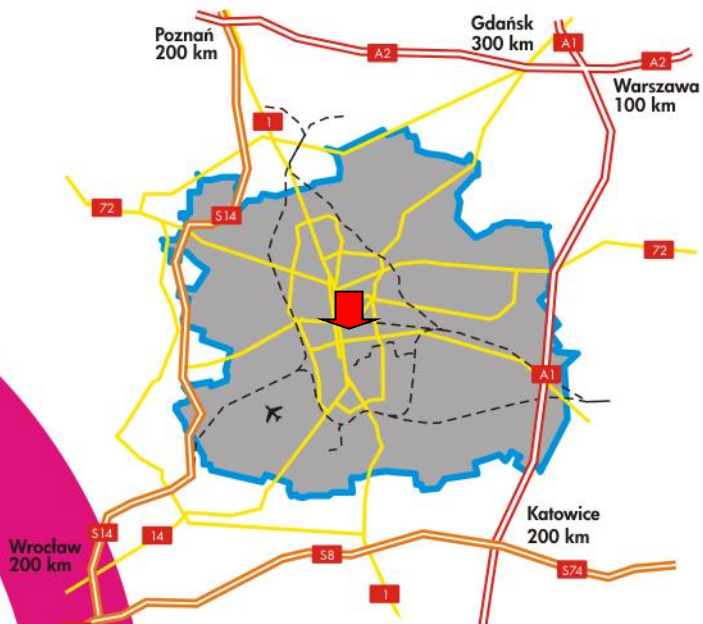 Poznań
200 km
Gdańsk
300 km
A1
A2
A2
Warszawa
100 km
1
72
S14
72
A1
Katowice
200 km
Wrocław
200 km
S14
14
S8
S74
1